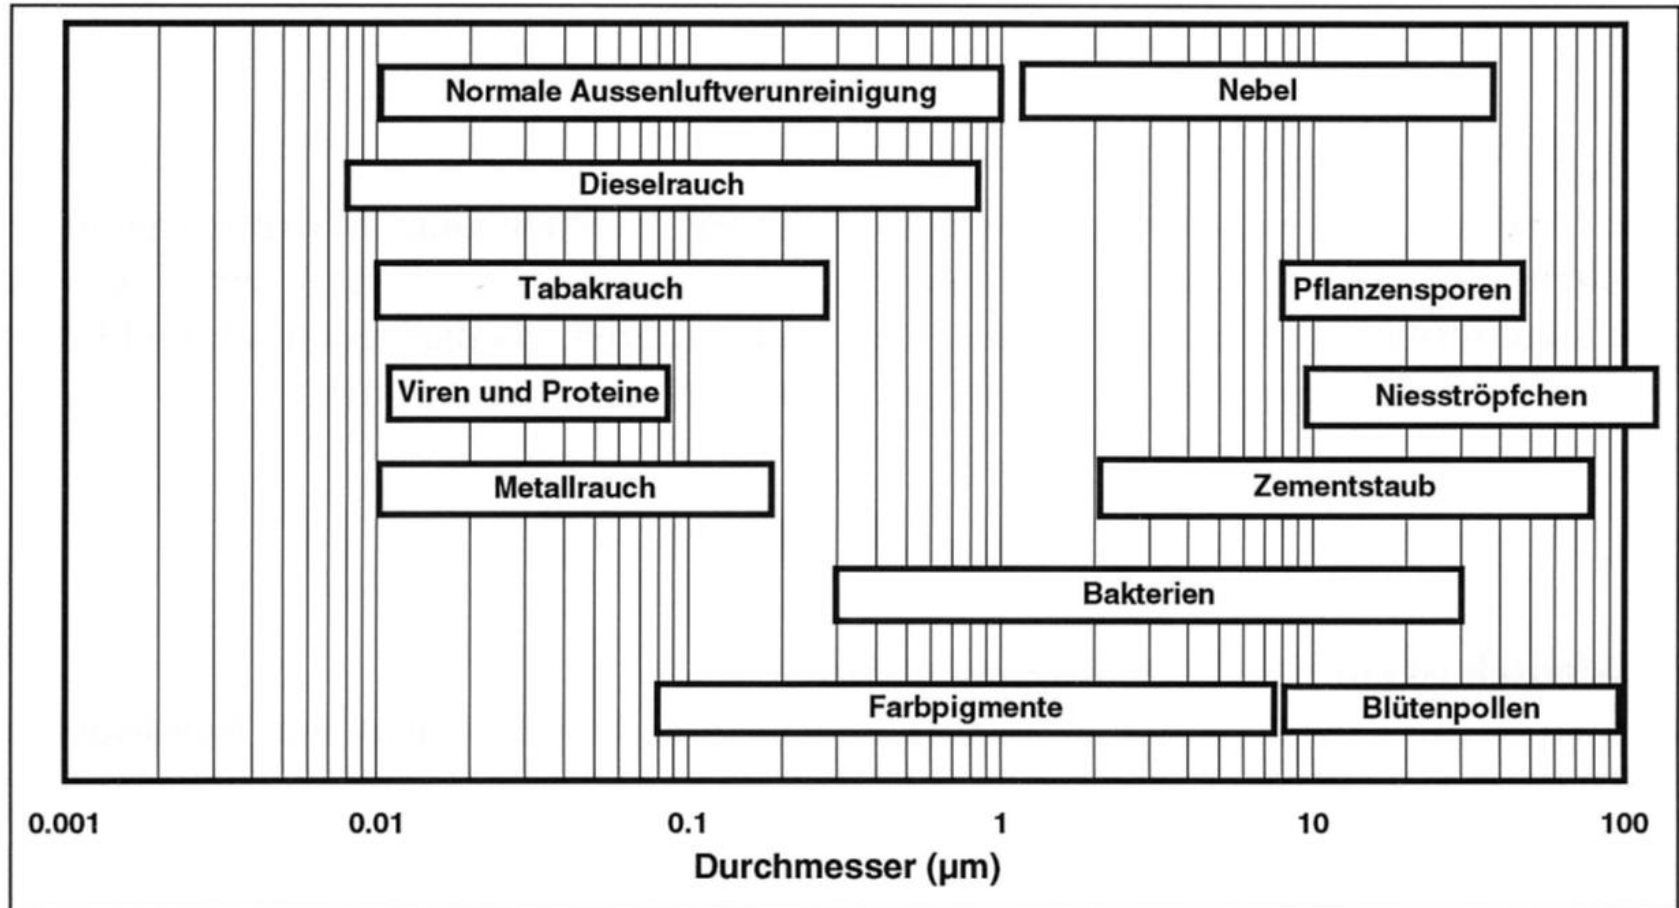 Normale Aussenluftverunreinigung
Nebel
Dieselrauch
Tabakrauch
Pflanzensporen
Viren und Proteine
Niesströpfchen
Metallrauch
Zementstaub
Bakterien
Farbpigmente
Blütenpollen
0.001 0.01 0.1 1 10 100
Durchmesser (µm)